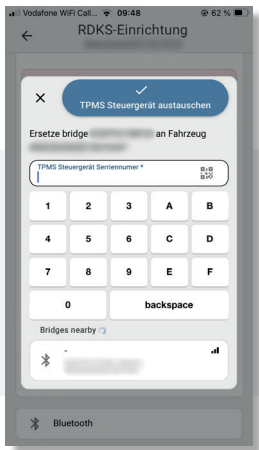 Vodafone WiFi Call... 09:48 62 %
RDKS-Einrichtung
TPMS Steuergerät austauschen
Ersetze bridge an Fahrzeug
TPMS Steuergerät Serriennumer *
1 2 3 A B
4 5 6 C D
7 8 9 E F
0 backspace
Bridges nearby
-
Bluetooth